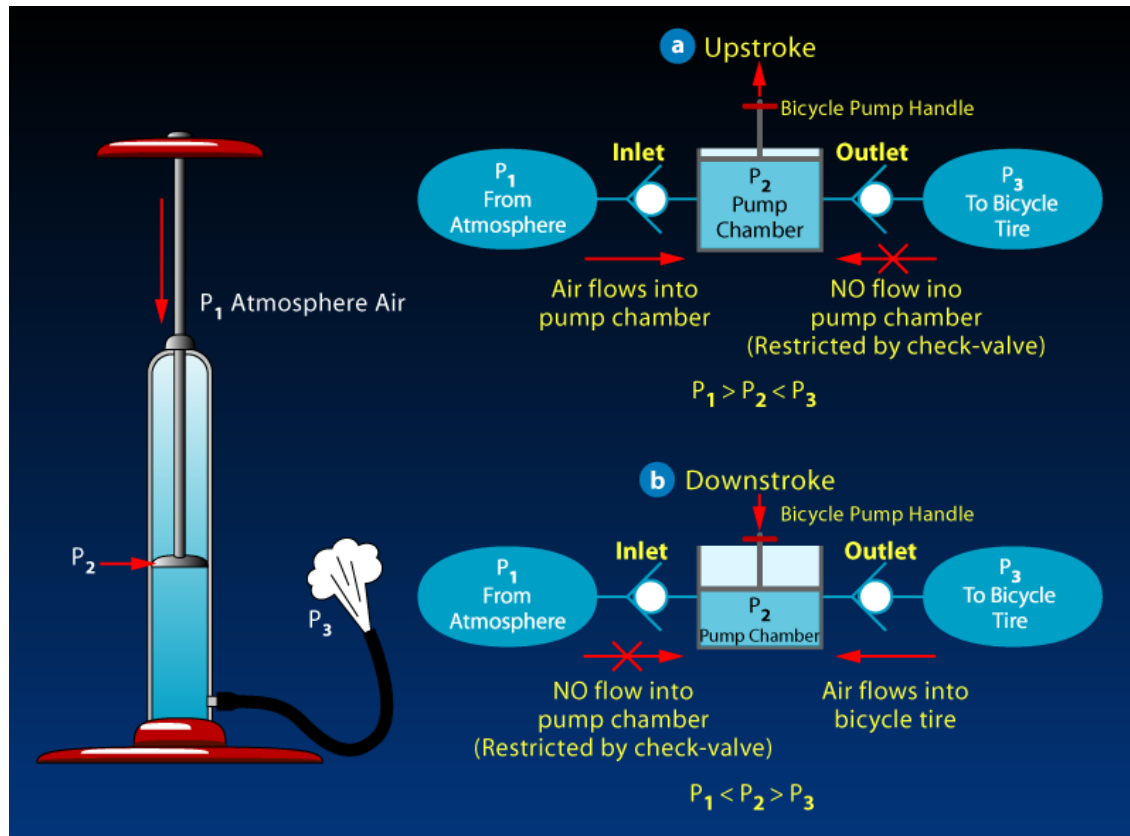 P1 Atmosphere Air
P2
P3
a Upstroke
Bicycle Pump Handle
Inlet
Outlet
P1
From
Atmosphere
P2
Pump
Chamber
P3
To Bicycle
Tire
Air flows into
pump chamber
NO flow ino
pump chamber
(Restricted by check-valve)
P1 > P2 < P3
b Downstroke
Bicycle Pump Handle
Inlet
Outlet
P1
From
Atmosphere
P2
Pump Chamber
P3
To Bicycle
Tire
NO flow into
pump chamber
(Restricted by check-valve)
Air flows into
bicycle tire
P1 < P2 > P3